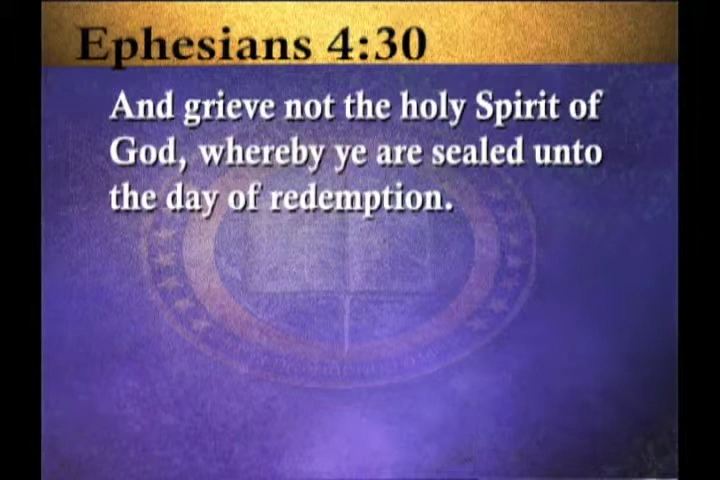 Ephesians 4:30
And grieve not the holy Spirit of
God, whereby ye are sealed unto
the day of redemption.